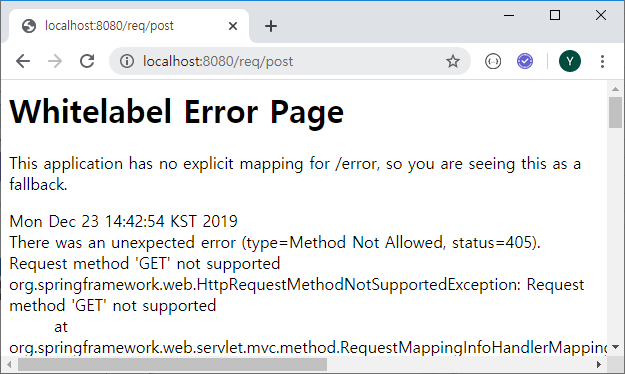 localhost:8080/req/post
localhost:8080/req/post
Y
Whitelabel Error Page
This application has no explicit mapping for /error, so you are seeing this as a
fallback.
Mon Dec 23 14:42:54 KST 2019
There was an unexpected error (type=Method Not Allowed, status=405).
Request method 'GET' not supported
org.springframework.web.HttpRequestMethodNotSupportedException: Request
method 'GET' not supported
at
org.springframework.web.servlet.mvc.method.RequestMappingInfoHandlerMapping